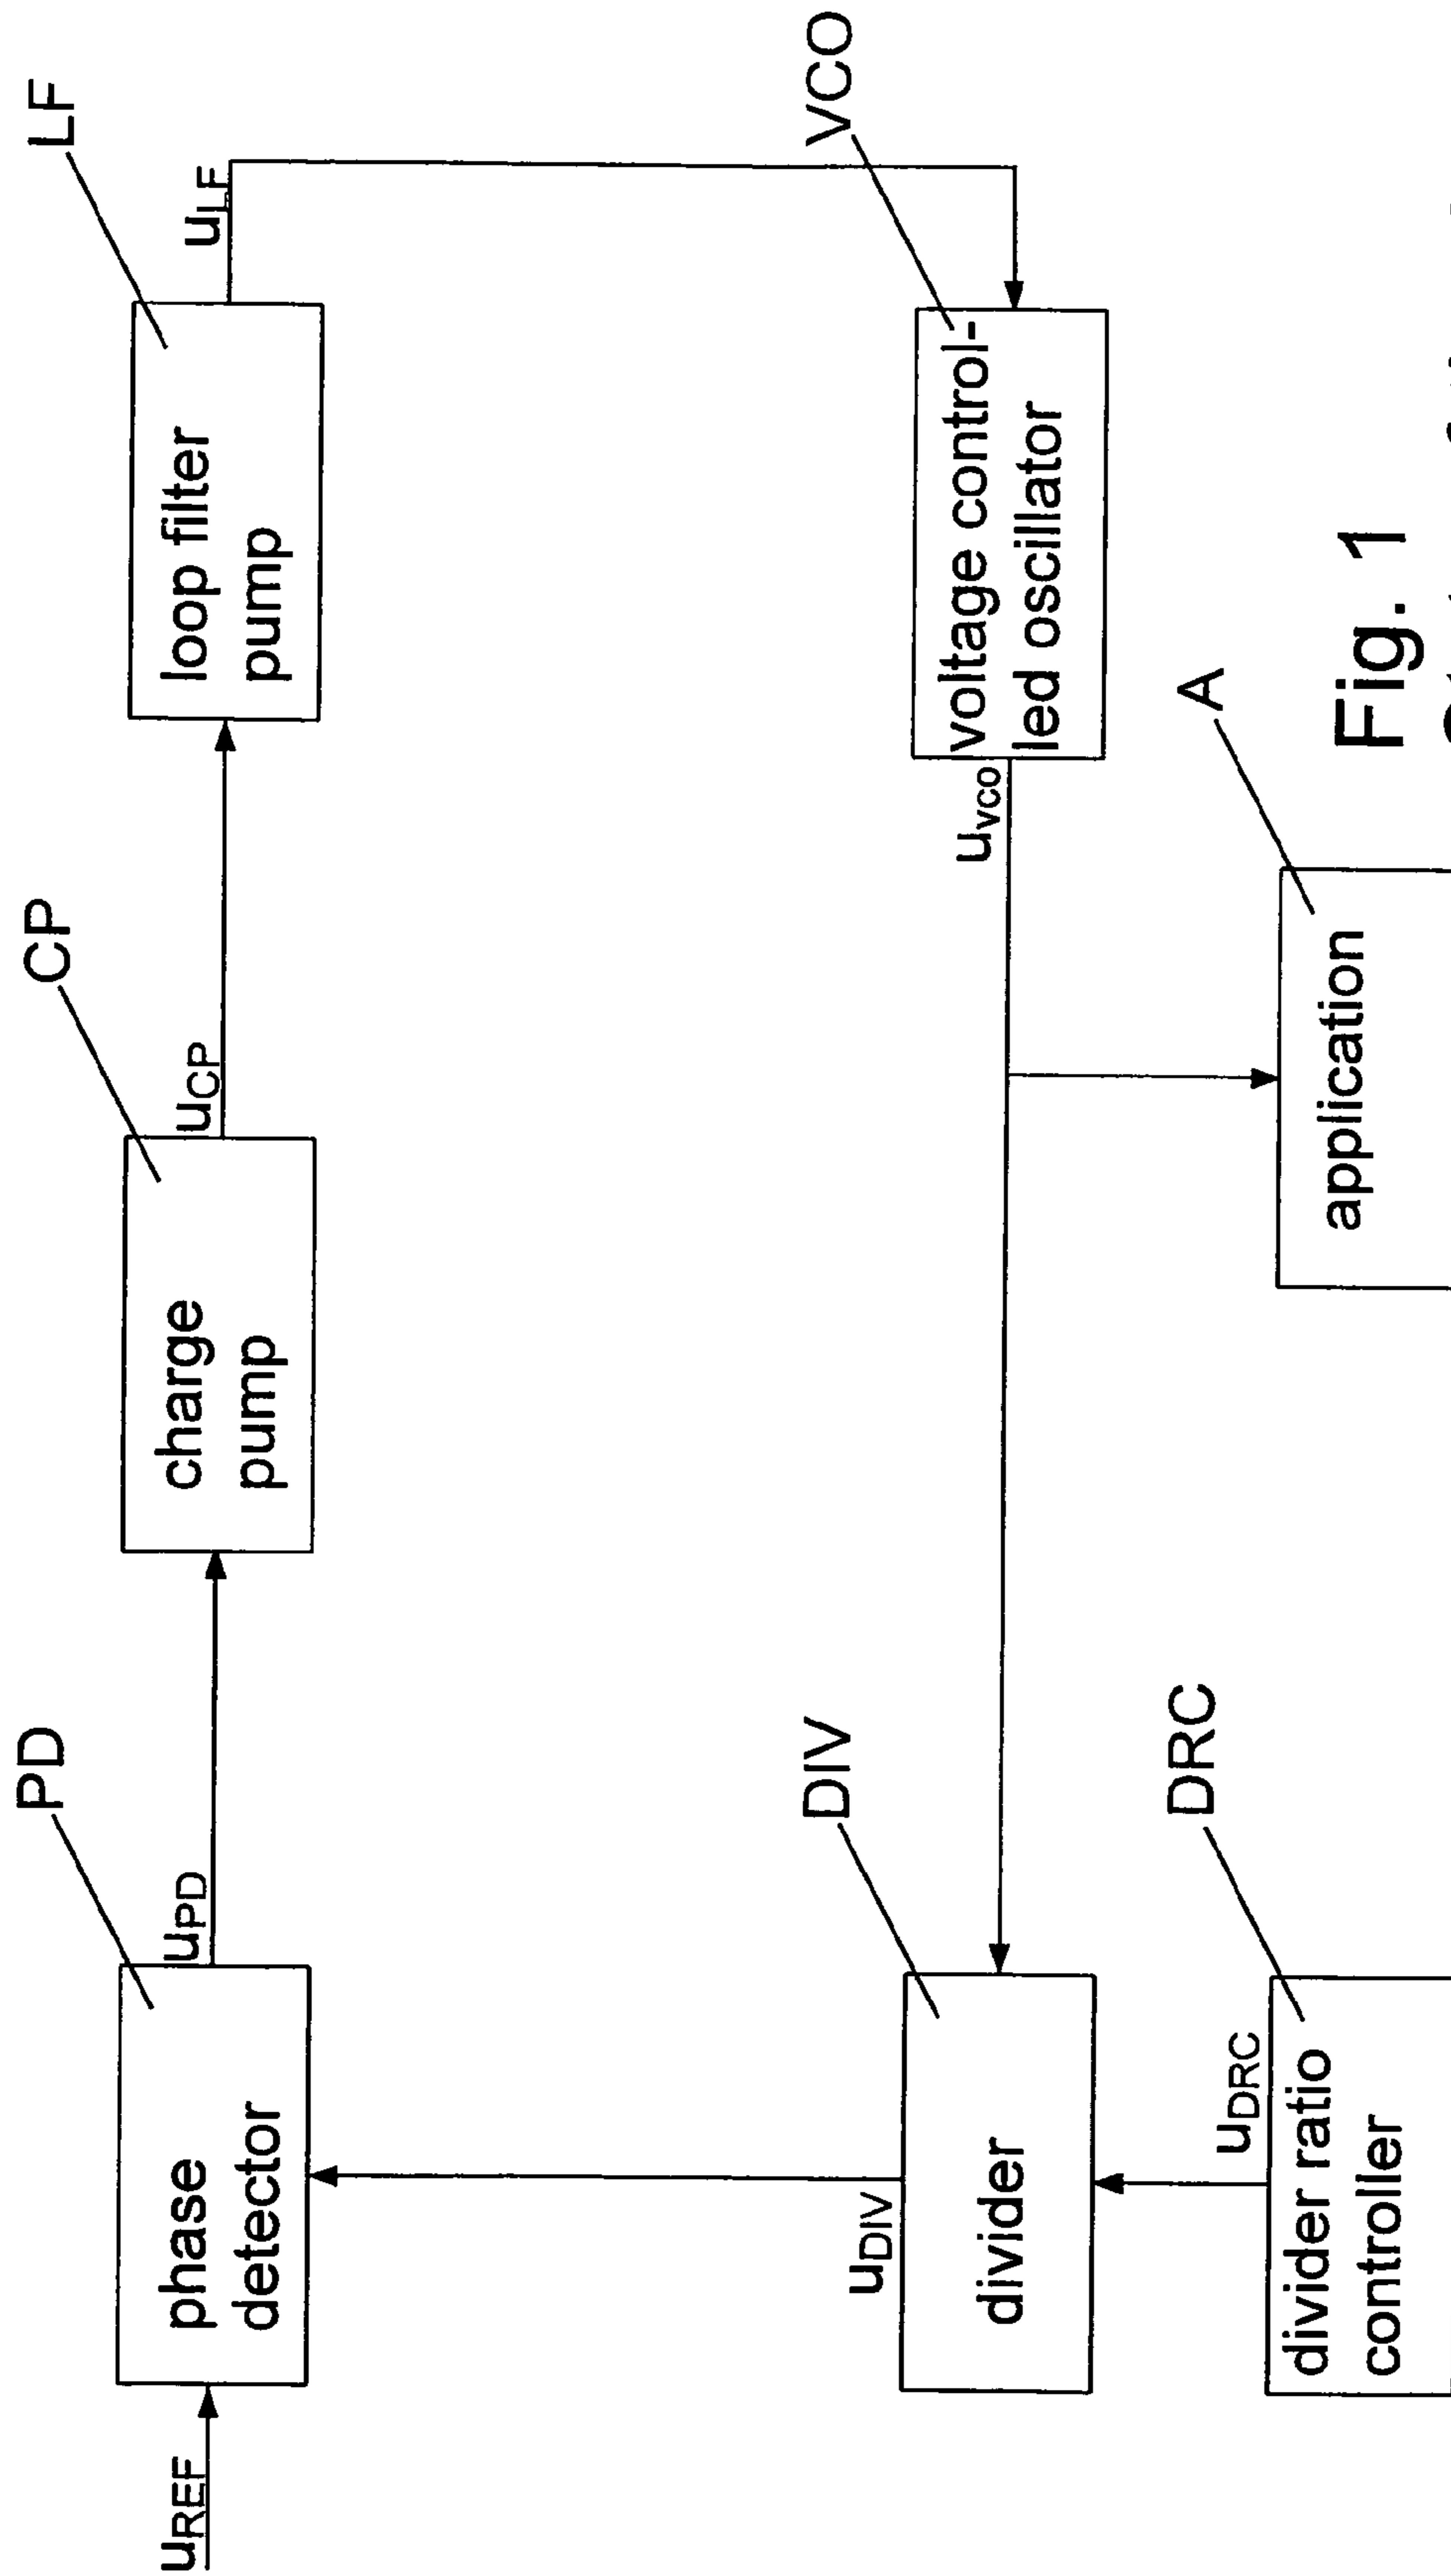 PD
CP
LF
uREF
phase
detector
uPD
charge
pump
uCP
loop filter
pump
uLF
DIV
VCO
uDIV
divider
uVCO
voltage control-
led oscillator
DRC
A
uDRC
divider ratio
controller
application
Fig. 1